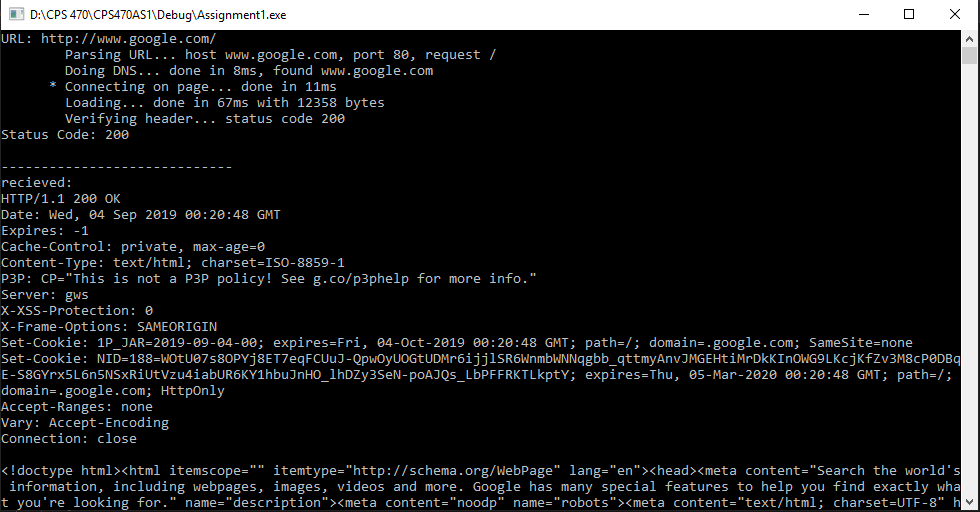 D:\CPS 470\CPS470AS1\Debug\Assignment1.exe
URL: http://www.google.com/
Parsing URL... host www.google.com, port 80, request /
Doing DNS... done in 8ms, found www.google.com
* Connecting on page... done in 11ms
Loading... done in 67ms with 12358 bytes
Verifying header... status code 200
Status Code: 200
-----------------------------
recieved:
HTTP/1.1 200 OK
Date: Wed, 04 Sep 2019 00:20:48 GMT
Expires: -1
Cache-Control: private, max-age=0
Content-Type: text/html; charset=ISO-8859-1
P3P: CP="This is not a P3P policy! See g.co/p3phelp for more info."
Server: gws
X-XSS-Protection: 0
X-Frame-Options: SAMEORIGIN
Set-Cookie: 1P_JAR=2019-09-04-00; expires=Fri, 04-Oct-2019 00:20:48 GMT; path=/; domain=.google.com; SameSite=none
Set-Cookie: NID=188=WOtU07s8OPYj8ET7eqFCUuJ-QpwOyUOGtUDMr6ijjlSR6WnmbWNNqgbb_qttmyAnvJMGEHtiMrDkKInOWG9LKcjKfZv3M8cP0DBq
E-S8GYrx5L6n5NSxRiUtVzu4iabUR6KY1hbuJnHO_lhDZy3SeN-poAJQs_LbPFFRKTLkptY; expires=Thu, 05-Mar-2020 00:20:48 GMT; path=/;
domain=.google.com; HttpOnly
Accept-Ranges: none
Vary: Accept-Encoding
Connection: close
<!doctype html><html itemscope="" itemtype="http://schema.org/WebPage" lang="en"><head><meta content="Search the world's
information, including webpages, images, videos and more. Google has many special features to help you find exactly wha
t you're looking for." name="description"><meta content="noodp" name="robots"><meta content="text/html; charset=UTF-8" h